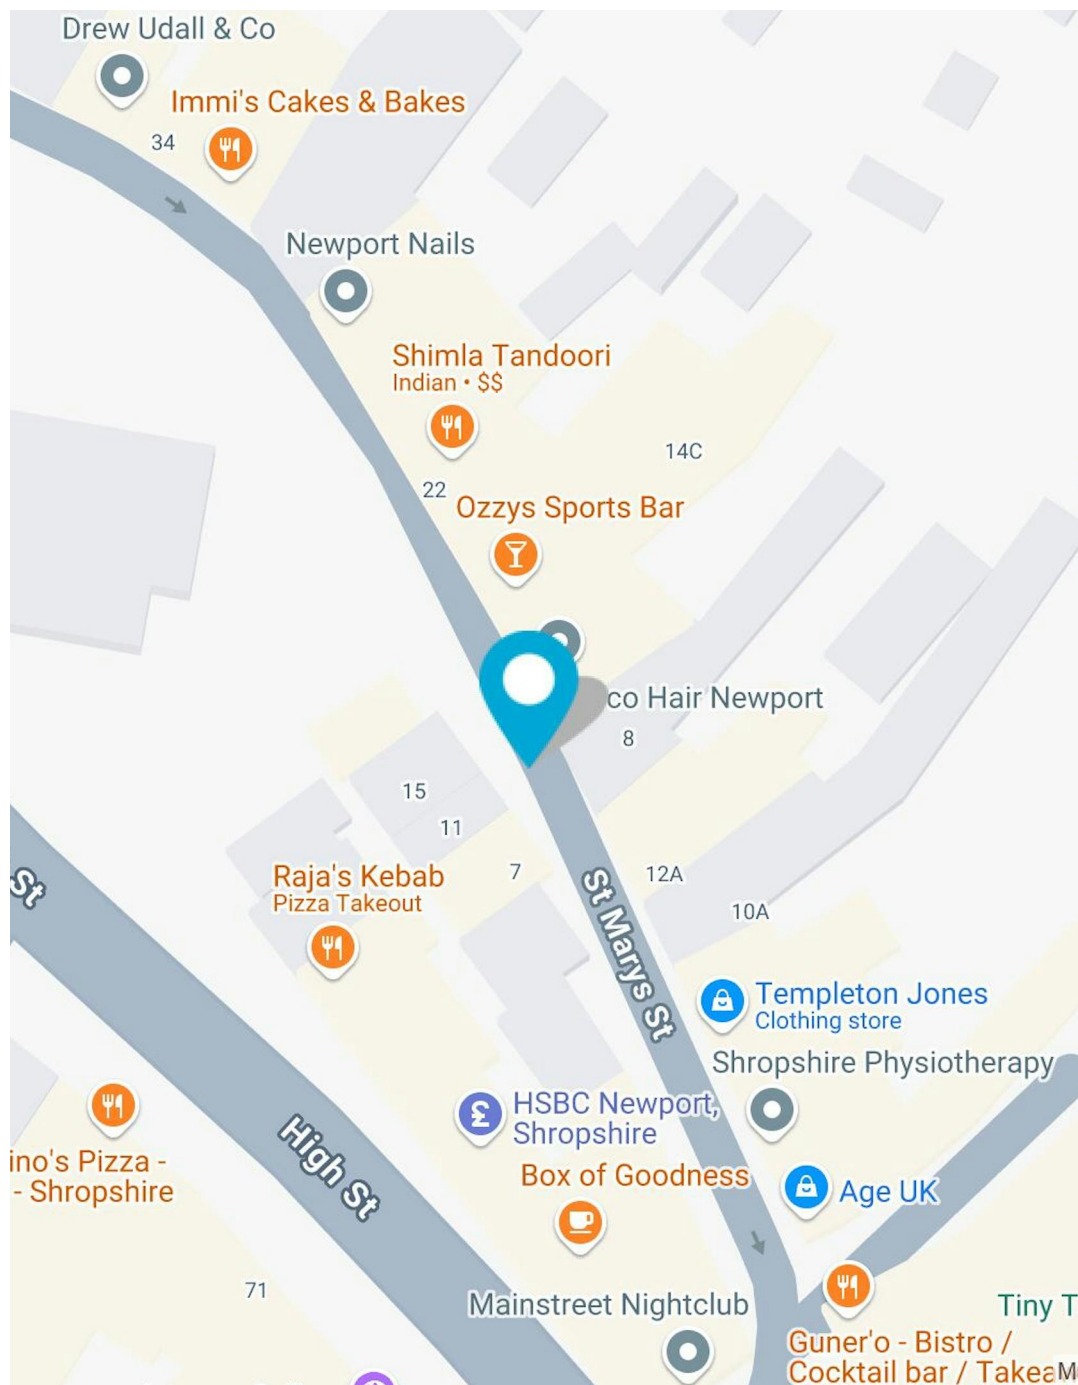 Drew Udall & Co
Immi's Cakes & Bakes
34
Newport Nails
Shimla Tandoori
Indian • $$
14C
22
Ozzys Sports Bar
co Hair Newport
8
15
11
7
12A
Raja's Kebab
Pizza Takeout
St
10A
St Marys St
Templeton Jones
Clothing store
Shropshire Physiotherapy
HSBC Newport,
Shropshire
High St
ino's Pizza -
- Shropshire
Box of Goodness
Age UK
71
Mainstreet Nightclub
Tiny T
Guner'o - Bistro /
Cocktail bar / Takea
M